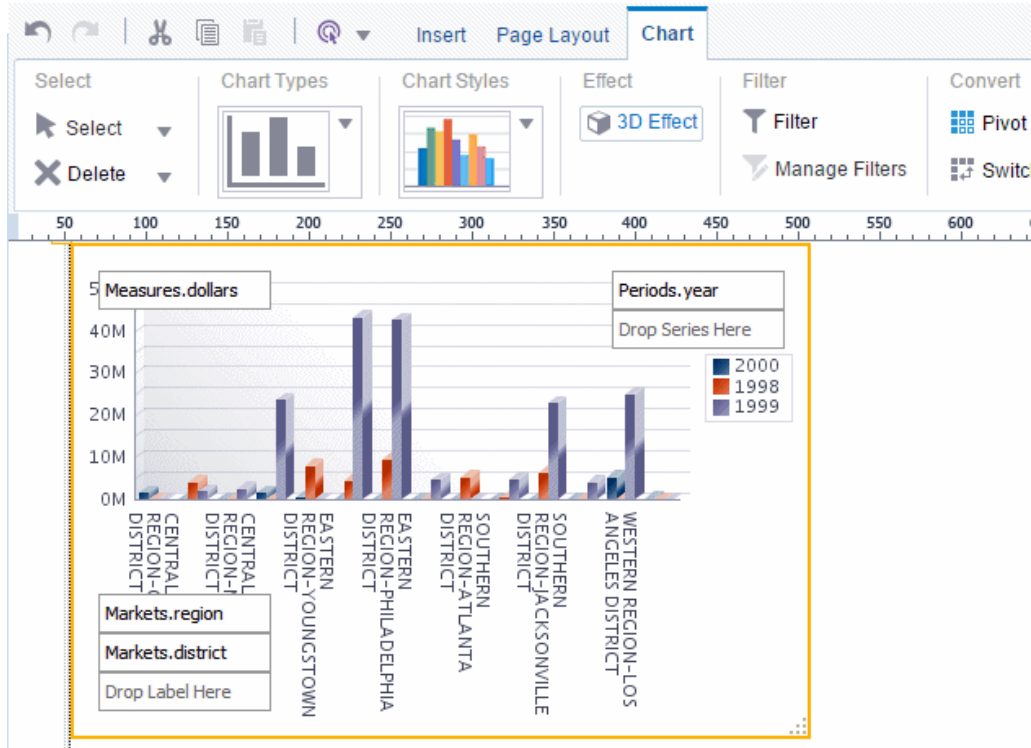 Insert Page Layout Chart
Select Chart Types Chart Styles Effect Filter Convert
Select 3D Effect Filter Pivot
Delete Manage Filters
50 100 150 200 250 300 350 400 450 500 550 600
Measures.dollars
Periods.year
Drop Series Here
40M
30M
20M
10M
0M
2000
1998
1999
CENTRAL
DISTRICT
CENTRAL
DISTRICT
EASTERN
REGION-YOUNGSTOWN
DISTRICT
EASTERN
REGION-PHILADELPHIA
DISTRICT
SOUTHERN
REGION-ATLANTA
DISTRICT
SOUTHERN
REGION-JACKSONVILLE
DISTRICT
WESTERN REGION-LOS
ANGELES DISTRICT
Markets.region
Markets.district
Drop Label Here